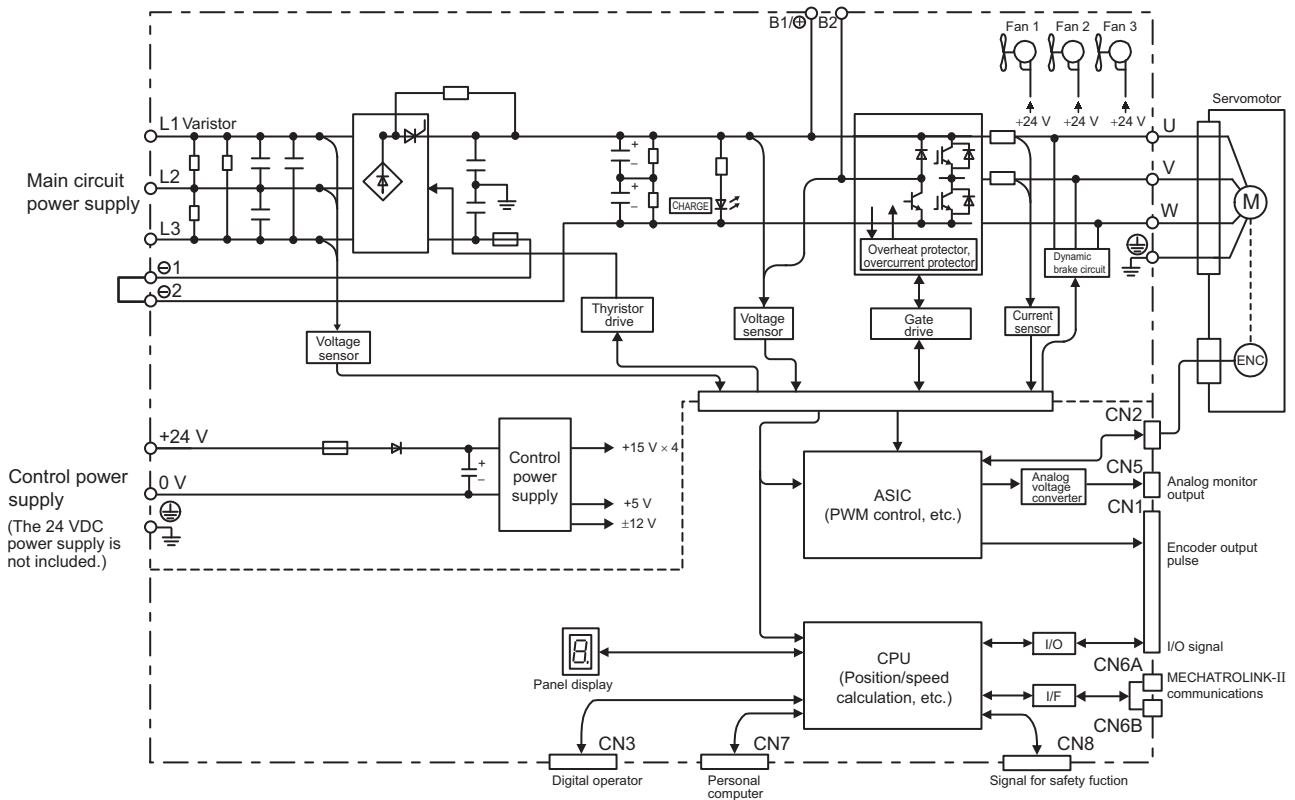 B1/⊕ B2
Fan 1 Fan 2 Fan 3
+24 V +24 V +24 V
Servomotor
L1 Varistor
U
L2
V
Main circuit
power supply
+
–
+
–
CHARGE
M
W
L3
Overheat protector,
overcurrent protector
Dynamic
brake circuit
⊖1
⊖2
Thyristor
drive
Voltage
sensor
Gate
drive
Current
sensor
Voltage
sensor
ENC
CN2
+24 V
+15 V × 4
+
–
Control
power
supply
Control power
supply
0 V
(The 24 VDC
power supply is
not included.)
+5 V
±12 V
ASIC
(PWM control, etc.)
Analog
voltage
converter
CN5
Analog monitor
output
CN1
Encoder output
pulse
8.
Panel display
CPU
(Position/speed
calculation, etc.)
I/O
I/O signal
CN6A
I/F
MECHATROLINK-II
communications
CN6B
CN3
CN7
CN8
Digital operator
Personal
computer
Signal for safety fuction